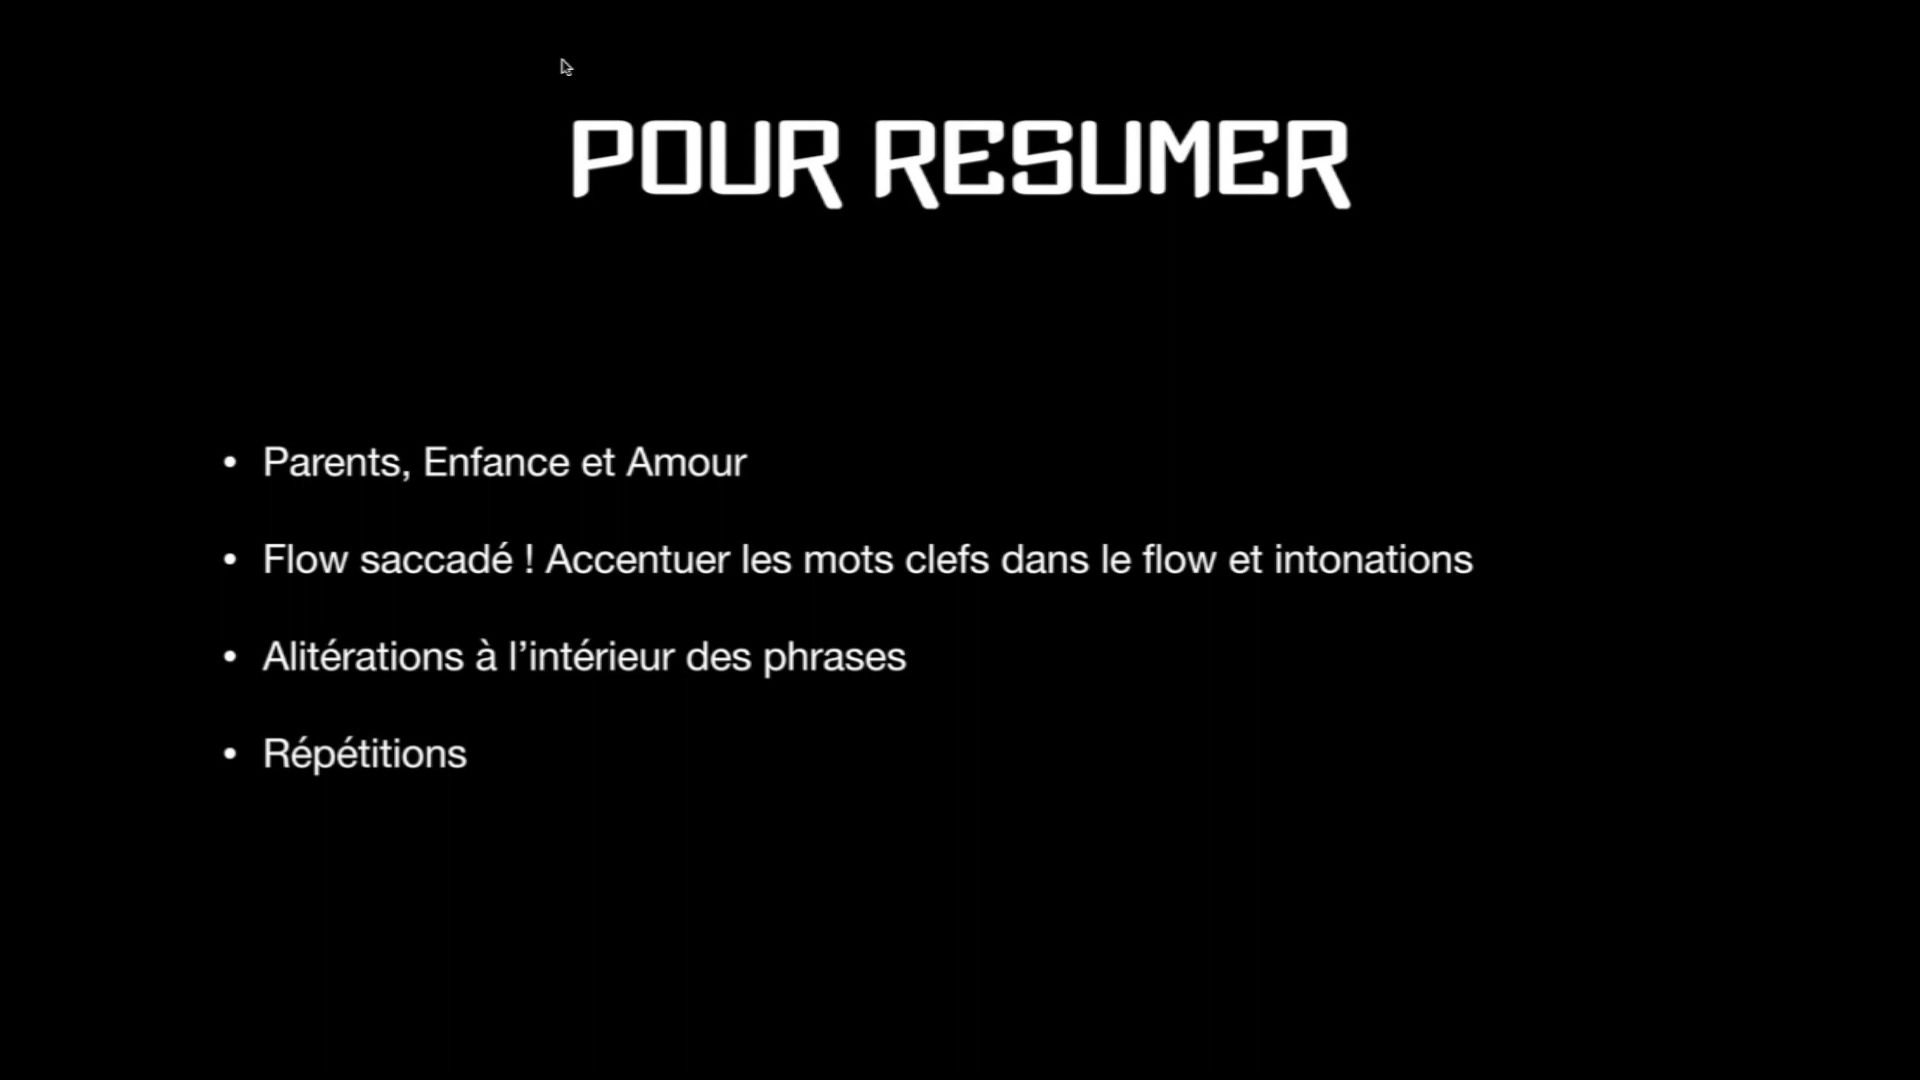 POUR RESUMER
• Parents, Enfance et Amour
• Flow saccadé ! Accentuer les mots clefs dans le flow et intonations
• Alitérations à l’intérieur des phrases
• Répétitions